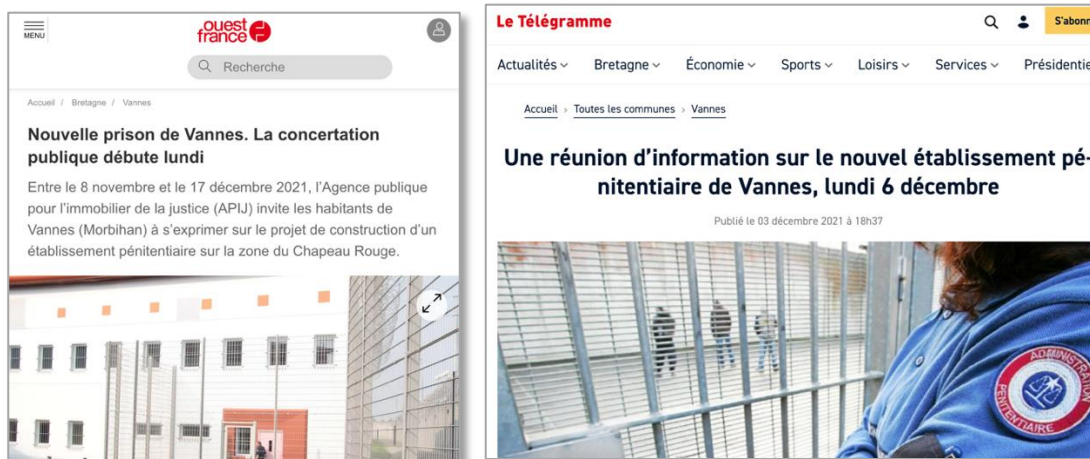 MENU
ouest
france
Recherche
Accueil / Bretagne / Vannes
Nouvelle prison de Vannes. La concertation
publique débute lundi
Entre le 8 novembre et le 17 décembre 2021, l'Agence publique
pour l'immobilier de la justice (APIJ) invite les habitants de
Vannes (Morbihan) à s'exprimer sur le projet de construction d'un
établissement pénitentiaire sur la zone du Chapeau Rouge.
Le Télégramme
S'abonn
Actualités Bretagne Économie Sports Loisirs Services Présidentie
Accueil > Toutes les communes > Vannes
Une réunion d'information sur le nouvel établissement pé-
nitentiaire de Vannes, lundi 6 décembre
Publié le 03 décembre 2021 à 18h37
ADMINISTRATION
PENITENTIAIRE